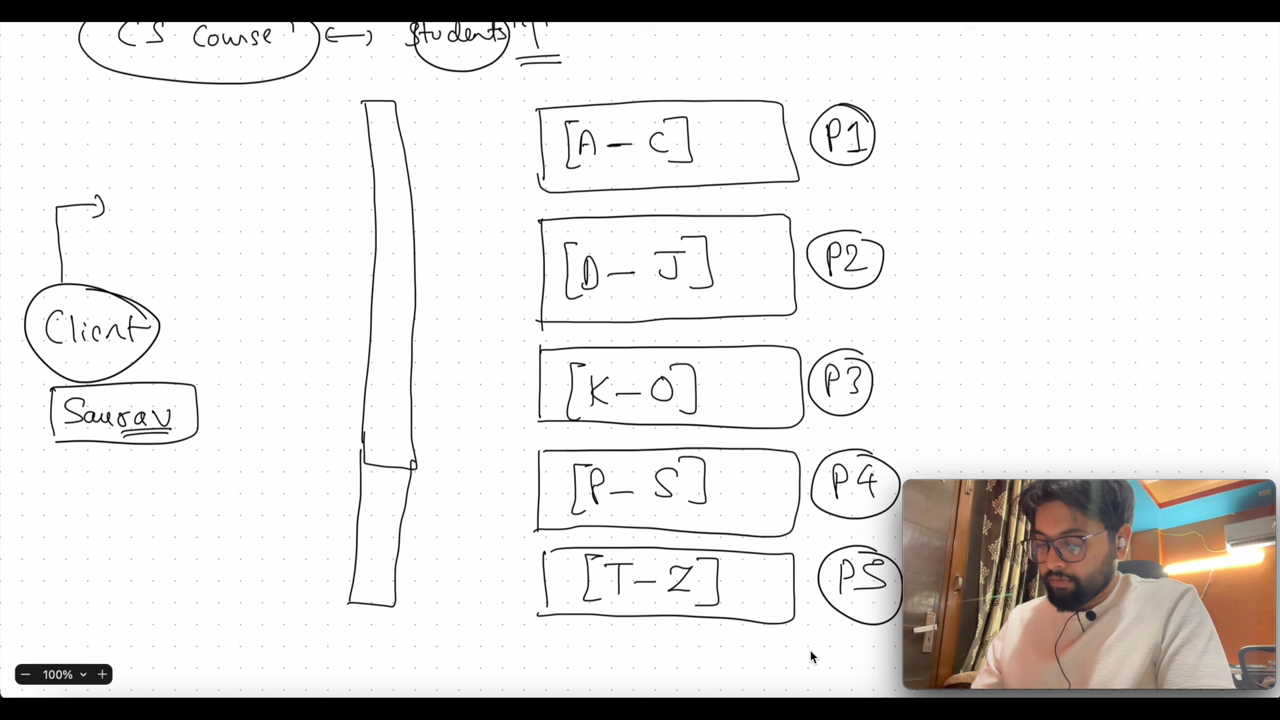 CS Course ⟷ Students
[A - C] P1
[D - J] P2
Client
[K - O] P3
Saurav
[P - S] P4
[T - Z] P5
- 100% +